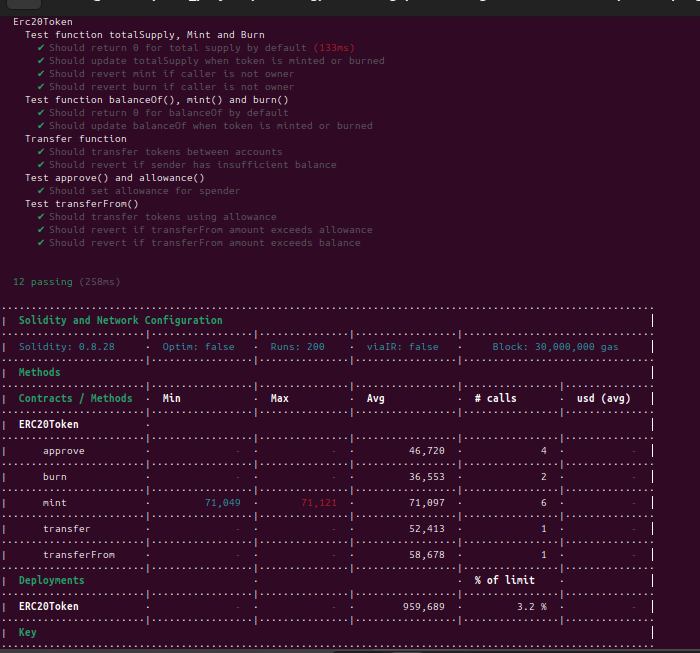 Erc20Token
Test function totalSupply, Mint and Burn
✔ Should return 0 for total supply by default (133ms)
✔ Should update totalSupply when token is minted or burned
✔ Should revert mint if caller is not owner
✔ Should revert burn if caller is not owner
Test function balanceOf(), mint() and burn()
✔ Should return 0 for balanceOf by default
✔ Should update balanceOf when token is minted or burned
Transfer function
✔ Should transfer tokens between accounts
✔ Should revert if sender has insufficient balance
Test approve() and allowance()
✔ Should set allowance for spender
Test transferFrom()
✔ Should transfer tokens using allowance
✔ Should revert if transferFrom amount exceeds allowance
✔ Should revert if transferFrom amount exceeds balance
12 passing (258ms)
| Solidity and Network Configuration |
| Solidity: 0.8.28 · Optim: false · Runs: 200 · viaIR: false · Block: 30,000,000 gas |
| Methods |
| Contracts / Methods · Min · Max · Avg · # calls · usd (avg) |
| ERC20Token · |
| approve · - · - · 46,720 · 4 · - |
| burn · - · - · 36,553 · 2 · - |
| mint · 71,049 · 71,121 · 71,097 · 6 · - |
| transfer · - · - · 52,413 · 1 · - |
| transferFrom · - · - · 58,678 · 1 · - |
| Deployments · · % of limit · |
| ERC20Token · - · - · 959,689 · 3.2 % · - |
| Key |